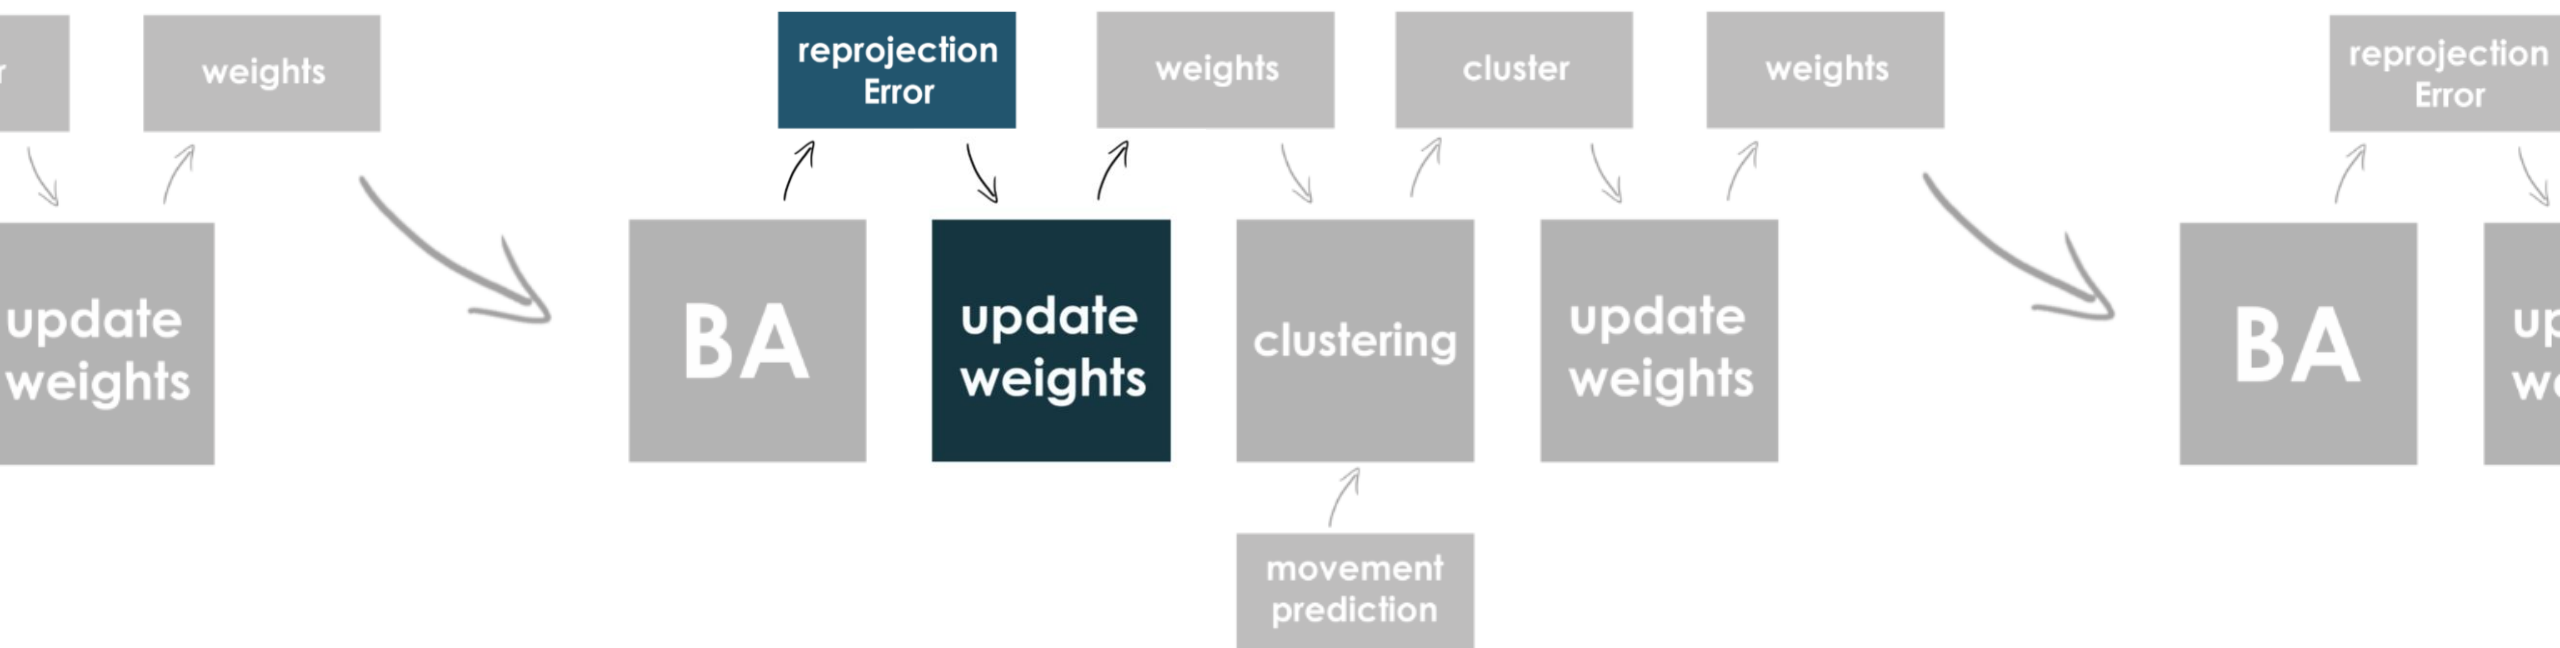 weights
reprojection
Error
weights
cluster
weights
reprojection
Error
update
weights
BA
update
weights
clustering
update
weights
BA
movement
prediction